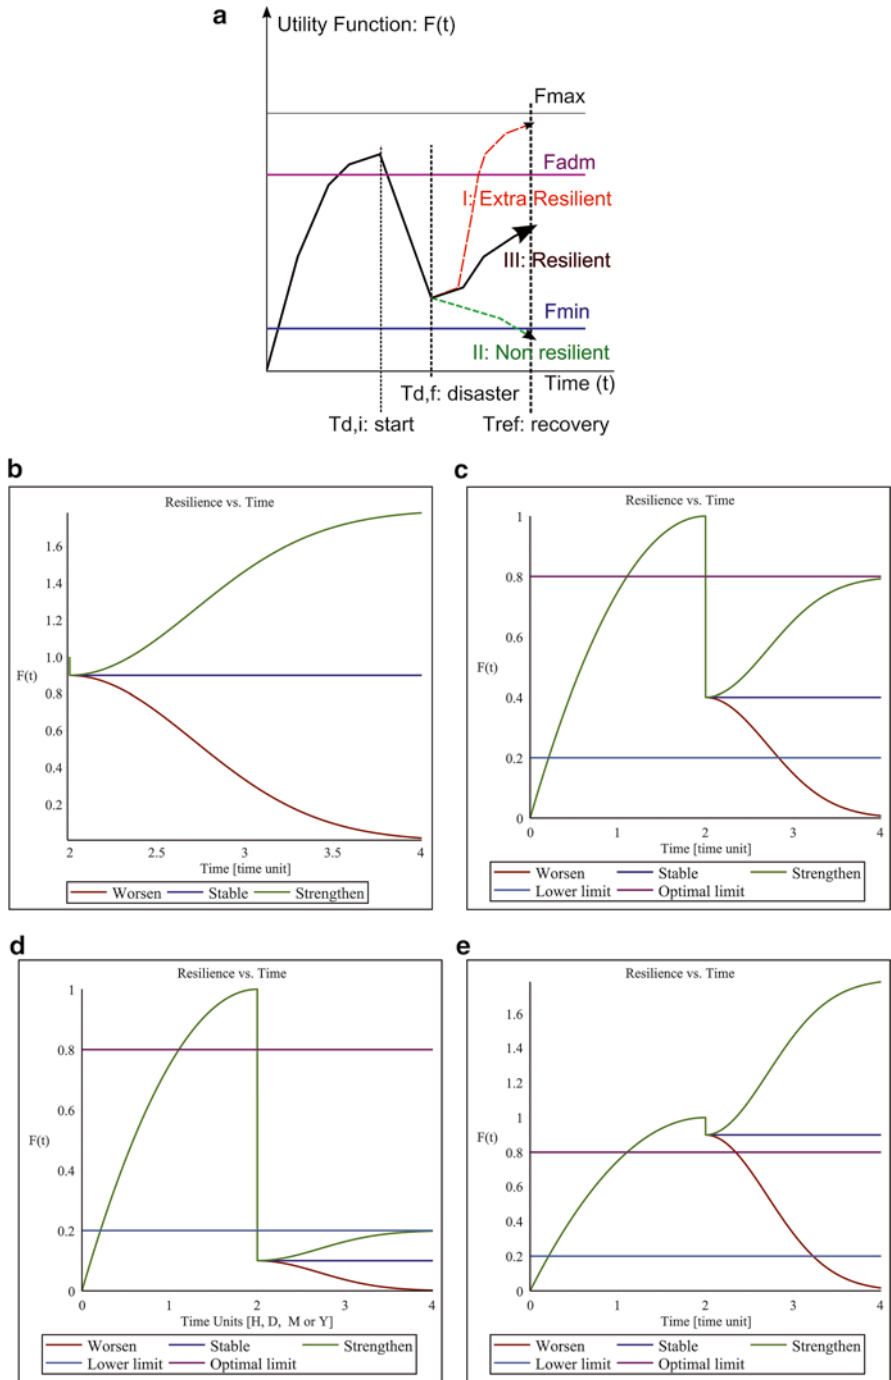 a
Utility Function: F(t)
Fmax
Fadm
I: Extra Resilient
III: Resilient
Fmin
II: Non resilient
Time (t)
Td,f: disaster
Td,i: start
Tref: recovery
b
Resilience vs. Time
1.6
1.4
1.2
1.0
F(t)
0.8
0.6
0.4
0.2
2
2.5
3
3.5
4
Time [time unit]
Worsen
Stable
Strengthen
c
Resilience vs. Time
1
0.8
0.6
F(t)
0.4
0.2
0
0
1
2
3
4
Time [time unit]
Worsen
Stable
Strengthen
Lower limit
Optimal limit
d
Resilience vs. Time
1
0.8
0.6
F(t)
0.4
0.2
0
0
1
2
3
4
Time Units [H, D, M or Y]
Worsen
Stable
Strengthen
Lower limit
Optimal limit
e
Resilience vs. Time
1.6
1.4
1.2
1
F(t)
0.8
0.6
0.4
0.2
0
0
1
2
3
4
Time [time unit]
Worsen
Stable
Strengthen
Lower limit
Optimal limit